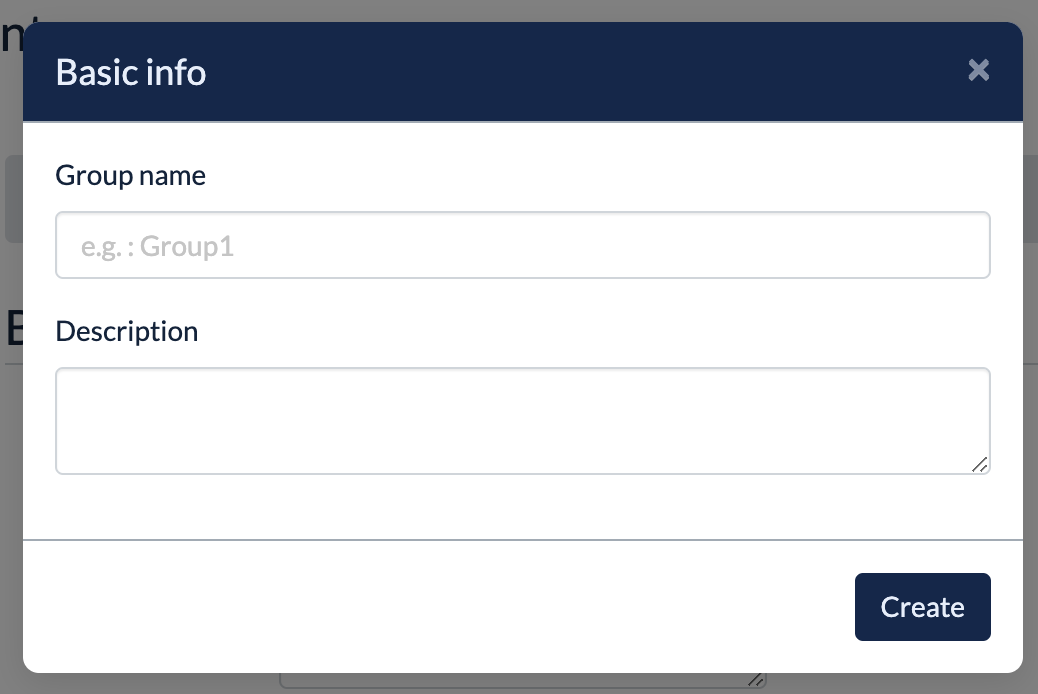 Basic info
Group name
e.g. : Group1
Description
Create